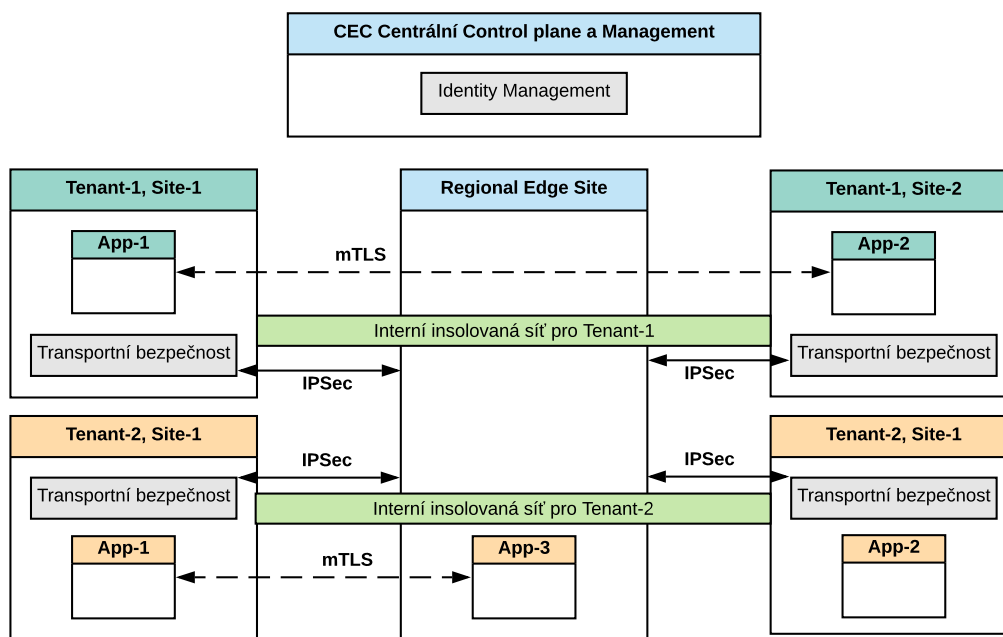 CEC Centrální Control plane a Management
Identity Management
Tenant-1, Site-1
Regional Edge Site
Tenant-1, Site-2
App-1
mTLS
App-2
Interní insolovaná síť pro Tenant-1
Transportní bezpečnost
IPSec
IPSec
Transportní bezpečnost
Tenant-2, Site-1
Tenant-2, Site-1
IPSec
IPSec
Transportní bezpečnost
Transportní bezpečnost
Interní insolovaná síť pro Tenant-2
App-1
mTLS
App-3
App-2